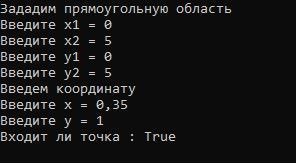 Зададим прямоугольную область
Введите x1 = 0
Введите x2 = 5
Введите y1 = 0
Введите y2 = 5
Введем координату
Введите x = 0,35
Введите y = 1
Входит ли точка : True